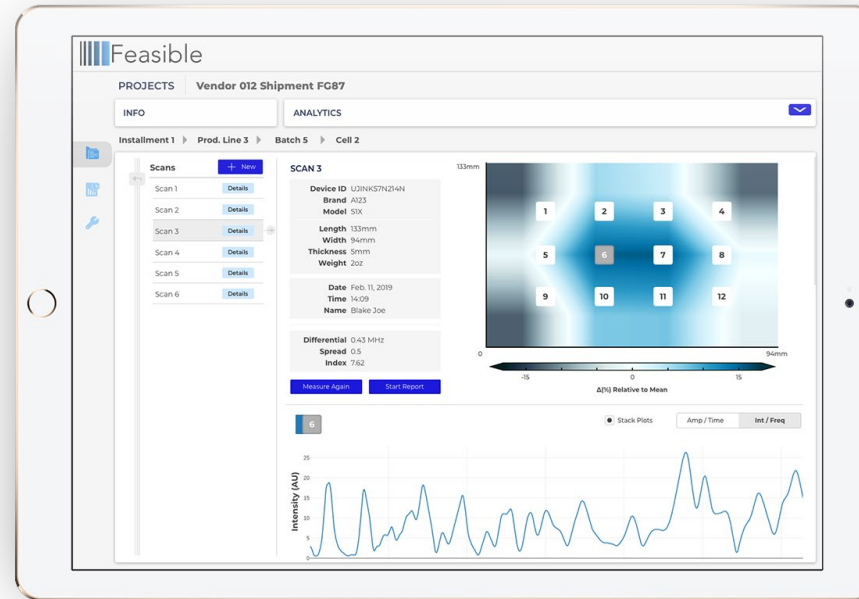 Feasible
PROJECTS Vendor 012 Shipment FG87
INFO
ANALYTICS
Installment 1 Prod. Line 3 Batch 5 Cell 2
Scans
+ New
Scan 1 Details
Scan 2 Details
Scan 3 Details
Scan 4 Details
Scan 5 Details
Scan 6 Details
SCAN 3
Device ID UJINKS7N214N
Brand A123
Model S1X
Length 133mm
Width 94mm
Thickness 5mm
Weight 2oz
Date Feb. 11, 2019
Time 14:09
Name Blake Joe
Differential 0.43 MHz
Spread 0.5
Index 7.62
Measure Again
Start Report
133mm
1 2 3 4
5 6 7 8
9 10 11 12
0 94mm
-15 0 15
Δ(%) Relative to Mean
6
Stack Plots
Amp / Time
Int / Freq
Intensity (AU)
25
20
15
10
5
0